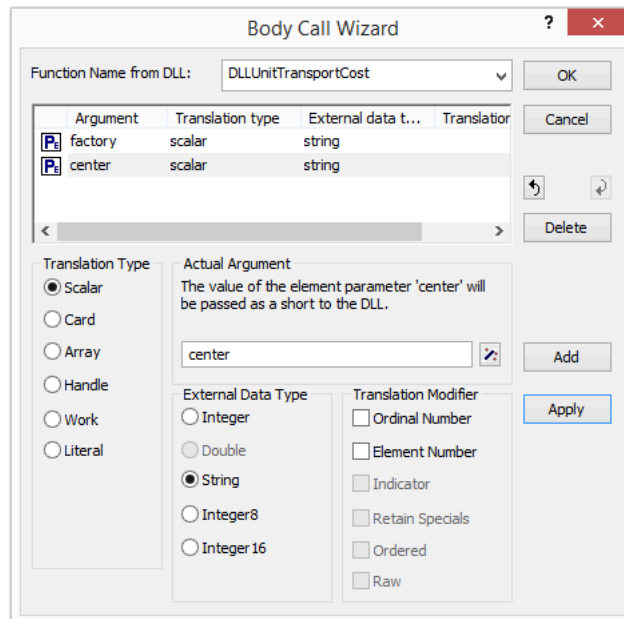 Body Call Wizard
?
Function Name from DLL:
DLLUnitTransportCost
OK
Argument Translation type External data t... Translation
Cancel
PE factory scalar string
PE center scalar string
Delete
Translation Type
Scalar
Card
Array
Handle
Work
Literal
Actual Argument
The value of the element parameter 'center' will
be passed as a short to the DLL.
center
Add
External Data Type
Integer
Double
String
Integer8
Integer16
Translation Modifier
Ordinal Number
Element Number
Indicator
Retain Specials
Ordered
Raw
Apply